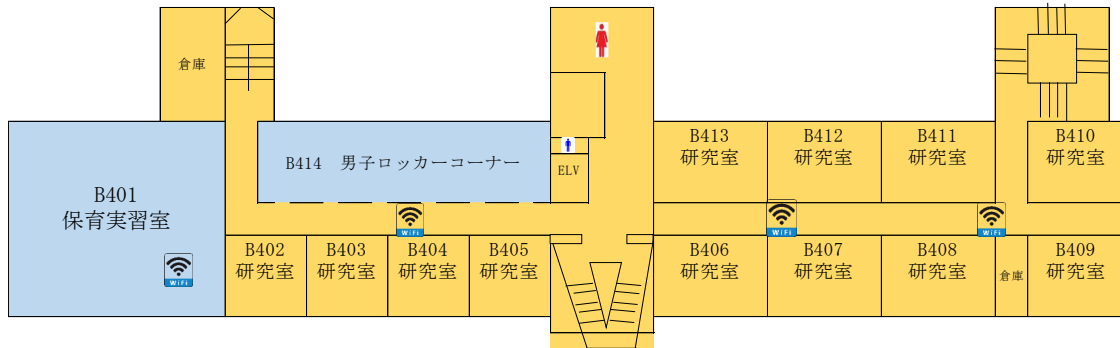 倉庫
B401
保育実習室
WiFi
B414 男子ロッカーコーナー
ELV
B413
研究室
B412
研究室
B411
研究室
B410
研究室
WiFi
WiFi
WiFi
B402
研究室
B403
研究室
B404
研究室
B405
研究室
B406
研究室
B407
研究室
B408
研究室
倉庫
B409
研究室